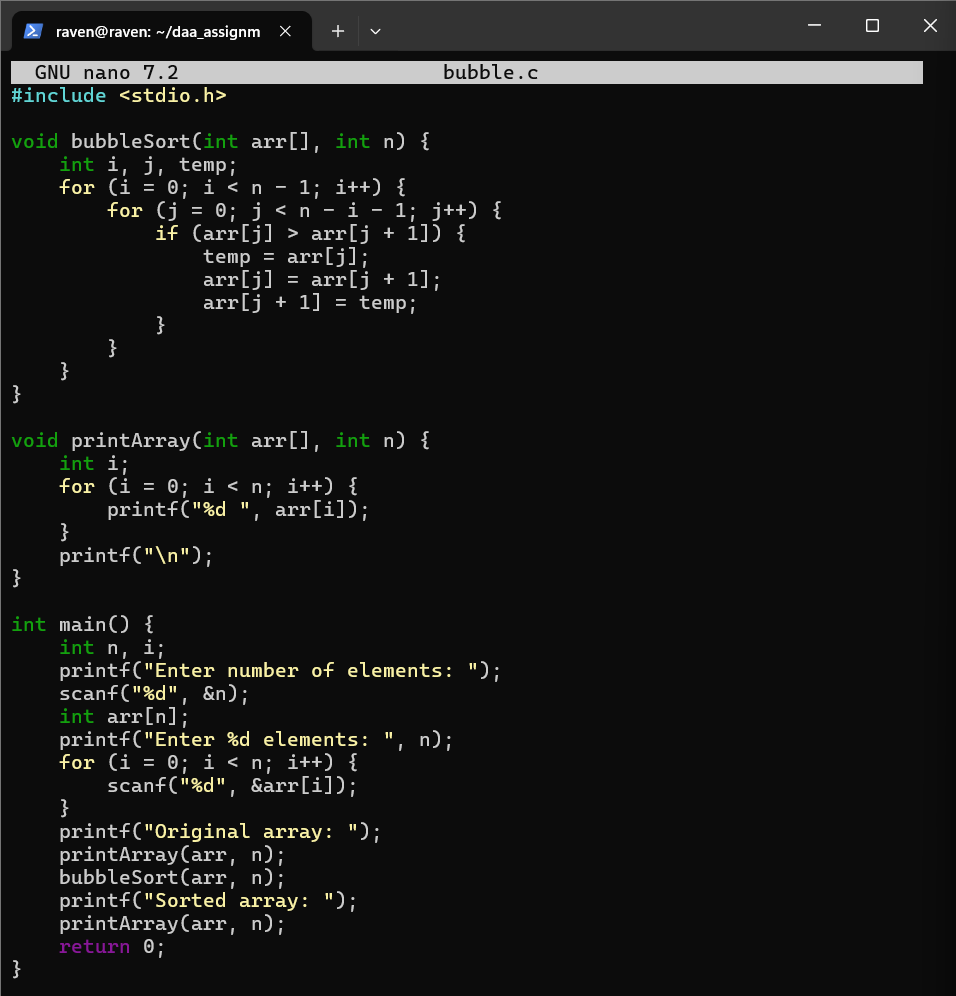 raven@raven: ~/daa_assignm
GNU nano 7.2 bubble.c
#include <stdio.h>

void bubbleSort(int arr[], int n) {
    int i, j, temp;
    for (i = 0; i < n - 1; i++) {
        for (j = 0; j < n - i - 1; j++) {
            if (arr[j] > arr[j + 1]) {
                temp = arr[j];
                arr[j] = arr[j + 1];
                arr[j + 1] = temp;
            }
        }
    }
}

void printArray(int arr[], int n) {
    int i;
    for (i = 0; i < n; i++) {
        printf("%d ", arr[i]);
    }
    printf("\n");
}

int main() {
    int n, i;
    printf("Enter number of elements: ");
    scanf("%d", &n);
    int arr[n];
    printf("Enter %d elements: ", n);
    for (i = 0; i < n; i++) {
        scanf("%d", &arr[i]);
    }
    printf("Original array: ");
    printArray(arr, n);
    bubbleSort(arr, n);
    printf("Sorted array: ");
    printArray(arr, n);
    return 0;
}